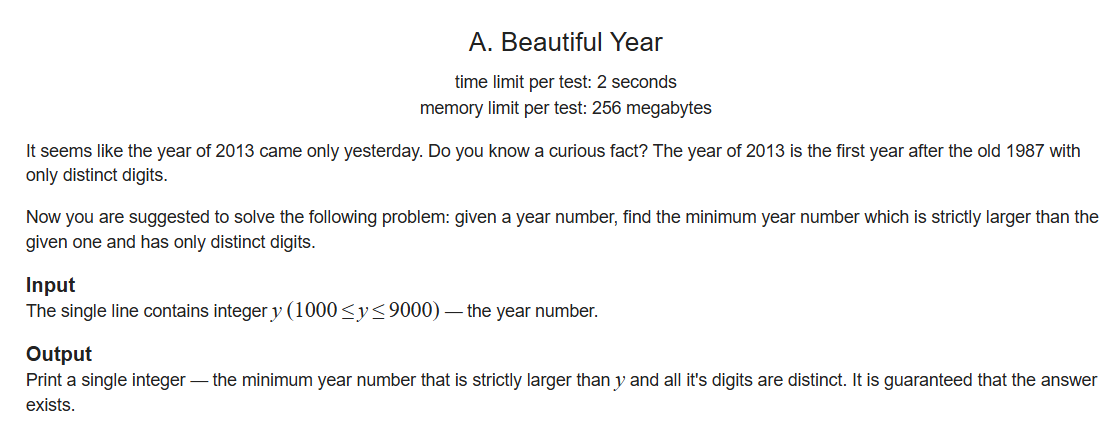 A. Beautiful Year
time limit per test: 2 seconds
memory limit per test: 256 megabytes
It seems like the year of 2013 came only yesterday. Do you know a curious fact? The year of 2013 is the first year after the old 1987 with
only distinct digits.
Now you are suggested to solve the following problem: given a year number, find the minimum year number which is strictly larger than the
given one and has only distinct digits.
Input
The single line contains integer y (1000 ≤ y ≤ 9000) — the year number.
Output
Print a single integer — the minimum year number that is strictly larger than y and all it's digits are distinct. It is guaranteed that the answer
exists.